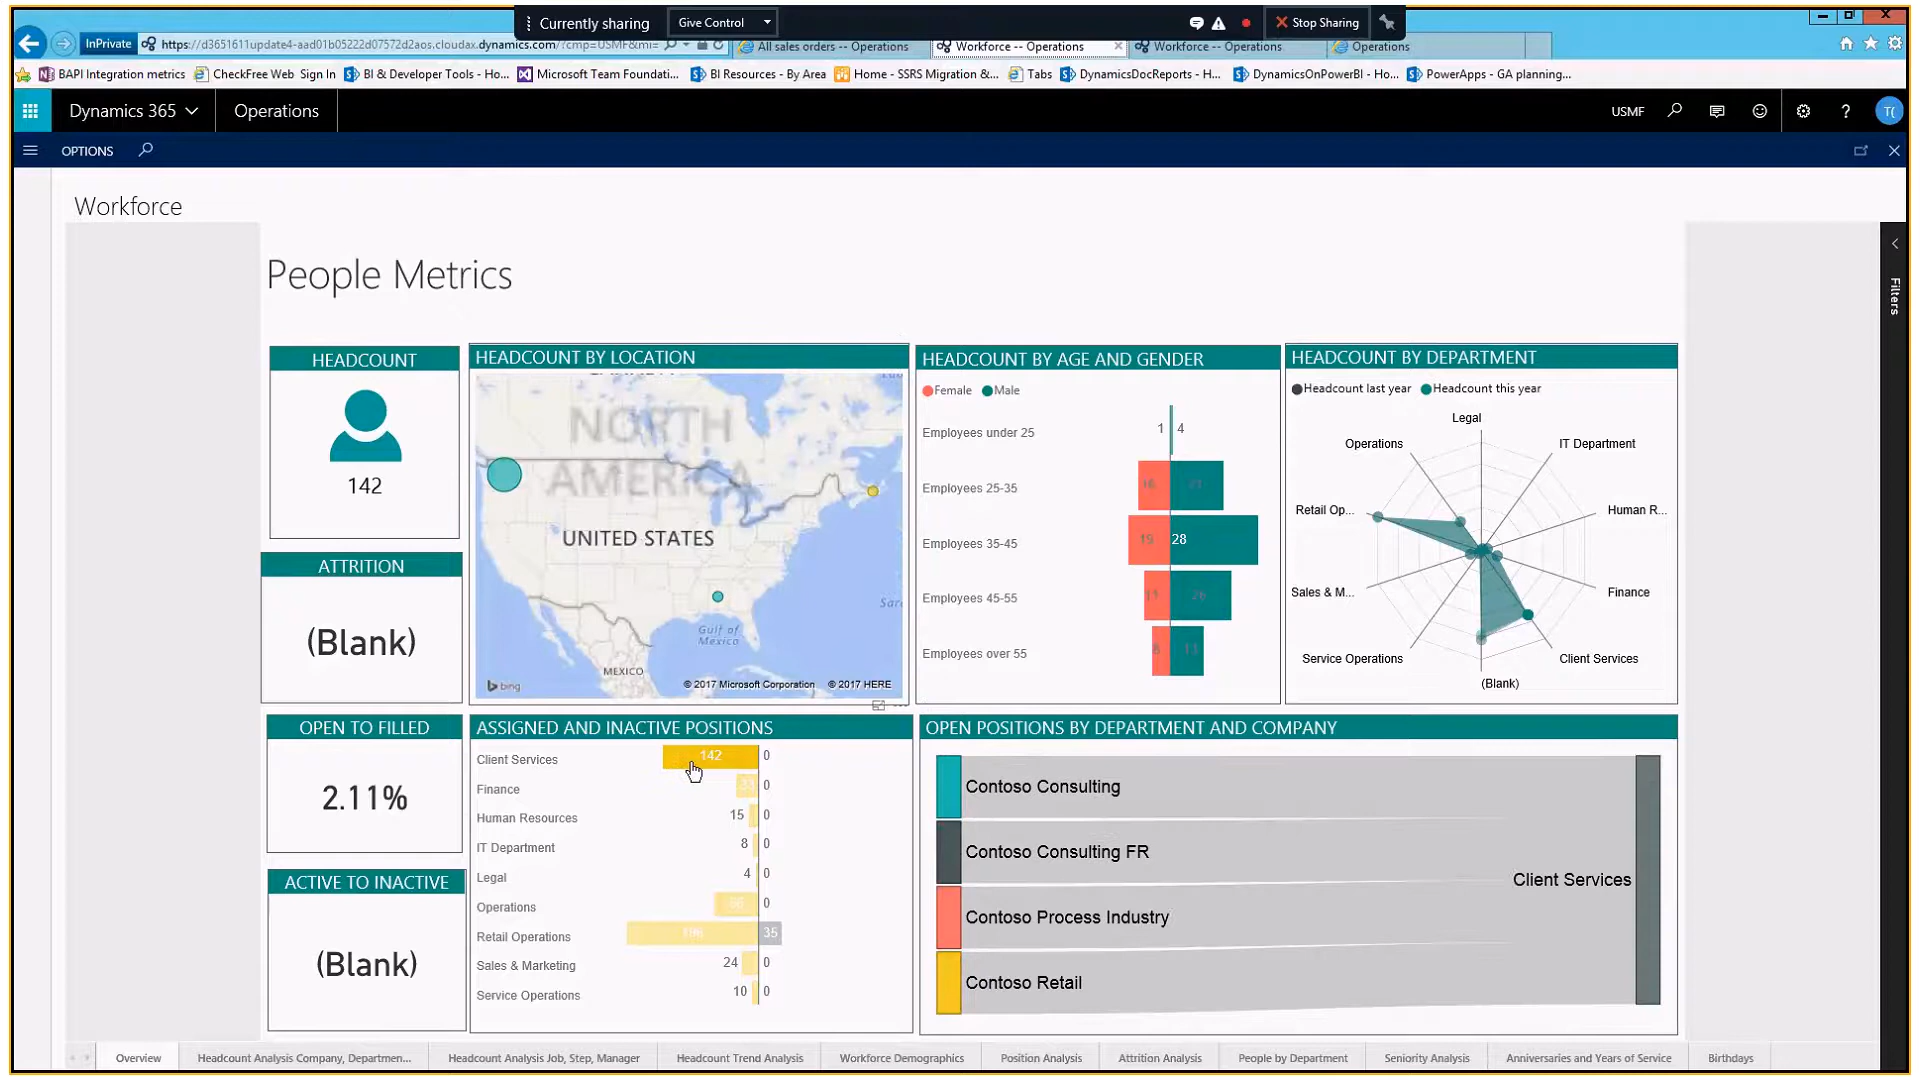 Currently sharing
Give Control
Stop Sharing
InPrivate
https://d3651611update4-aad01b05222d07572d2aos.cloudax.dynamics.com/?cmp=USMF&mi=
All sales orders -- Operations
Workforce -- Operations
Workforce -- Operations
Operations
BAPI Integration metrics
CheckFree Web Sign In
BI & Developer Tools - Ho...
Microsoft Team Foundati...
BI Resources - By Area
Home - SSRS Migration &...
Tabs
DynamicsDocReports - H...
DynamicsOnPowerBI - Ho...
PowerApps - GA planning...
Dynamics 365
Operations
USMF
?
T(
OPTIONS
Workforce
Filters
People Metrics
HEADCOUNT
142
HEADCOUNT BY LOCATION
NORTH
AMERICA
UNITED STATES
Gulf of
Mexico
MEXICO
Sar
bing
© 2017 Microsoft Corporation
© 2017 HERE
HEADCOUNT BY AGE AND GENDER
Female
Male
Employees under 25
1
4
Employees 25-35
16
Employees 35-45
19
28
Employees 45-55
11
26
Employees over 55
8
11
HEADCOUNT BY DEPARTMENT
Headcount last year
Headcount this year
Legal
Operations
IT Department
Retail Op...
Human R...
Sales & M...
Finance
Service Operations
Client Services
(Blank)
ATTRITION
(Blank)
OPEN TO FILLED
2.11%
ACTIVE TO INACTIVE
(Blank)
ASSIGNED AND INACTIVE POSITIONS
Client Services
142
0
Finance
33
0
Human Resources
15
0
IT Department
8
0
Legal
4
0
Operations
0
Retail Operations
196
35
Sales & Marketing
24
0
Service Operations
10
0
OPEN POSITIONS BY DEPARTMENT AND COMPANY
Contoso Consulting
Contoso Consulting FR
Contoso Process Industry
Contoso Retail
Client Services
Overview
Headcount Analysis Company, Departmen...
Headcount Analysis Job, Step, Manager
Headcount Trend Analysis
Workforce Demographics
Position Analysis
Attrition Analysis
People by Department
Seniority Analysis
Anniversaries and Years of Service
Birthdays